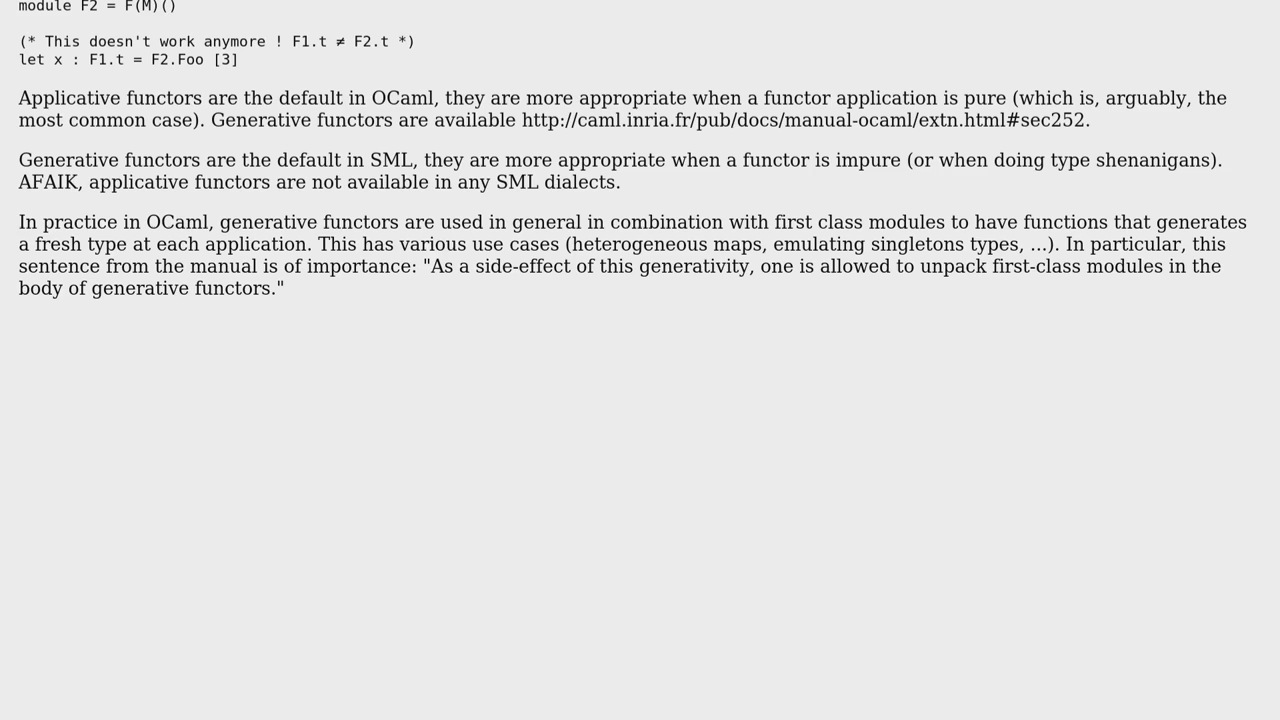 module F2 = F(M)()
(* This doesn't work anymore ! F1.t ≠ F2.t *)
let x : F1.t = F2.Foo [3]
Applicative functors are the default in OCaml, they are more appropriate when a functor application is pure (which is, arguably, the
most common case). Generative functors are available http://caml.inria.fr/pub/docs/manual-ocaml/extn.html#sec252.
Generative functors are the default in SML, they are more appropriate when a functor is impure (or when doing type shenanigans).
AFAIK, applicative functors are not available in any SML dialects.
In practice in OCaml, generative functors are used in general in combination with first class modules to have functions that generates
a fresh type at each application. This has various use cases (heterogeneous maps, emulating singletons types, ...). In particular, this
sentence from the manual is of importance: "As a side-effect of this generativity, one is allowed to unpack first-class modules in the
body of generative functors."